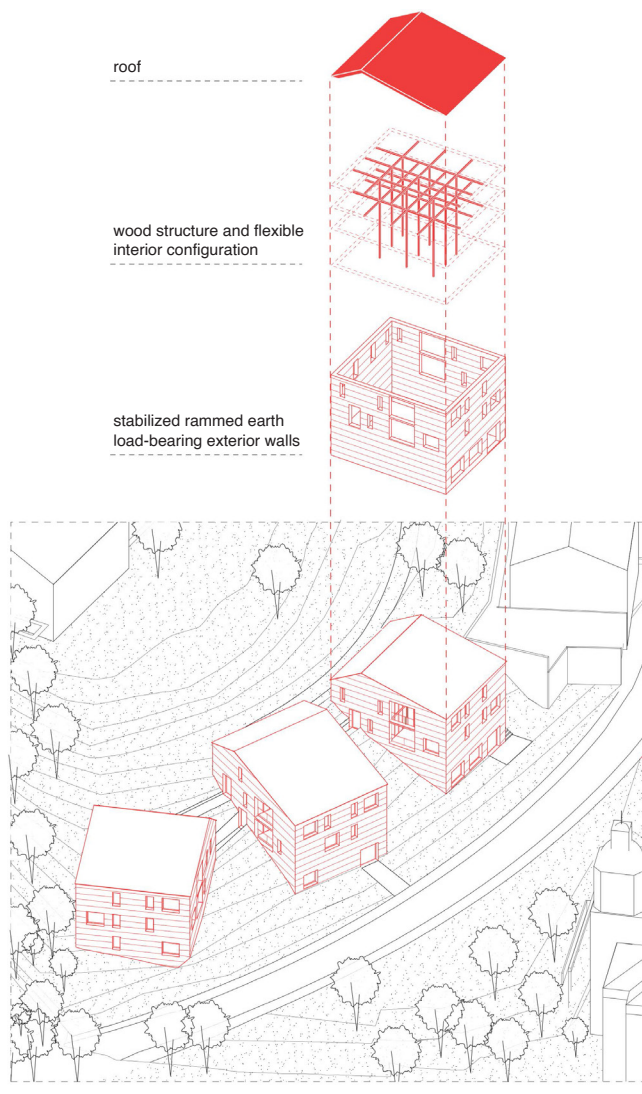 roof
wood structure and flexible
interior configuration
stabilized rammed earth
load-bearing exterior walls